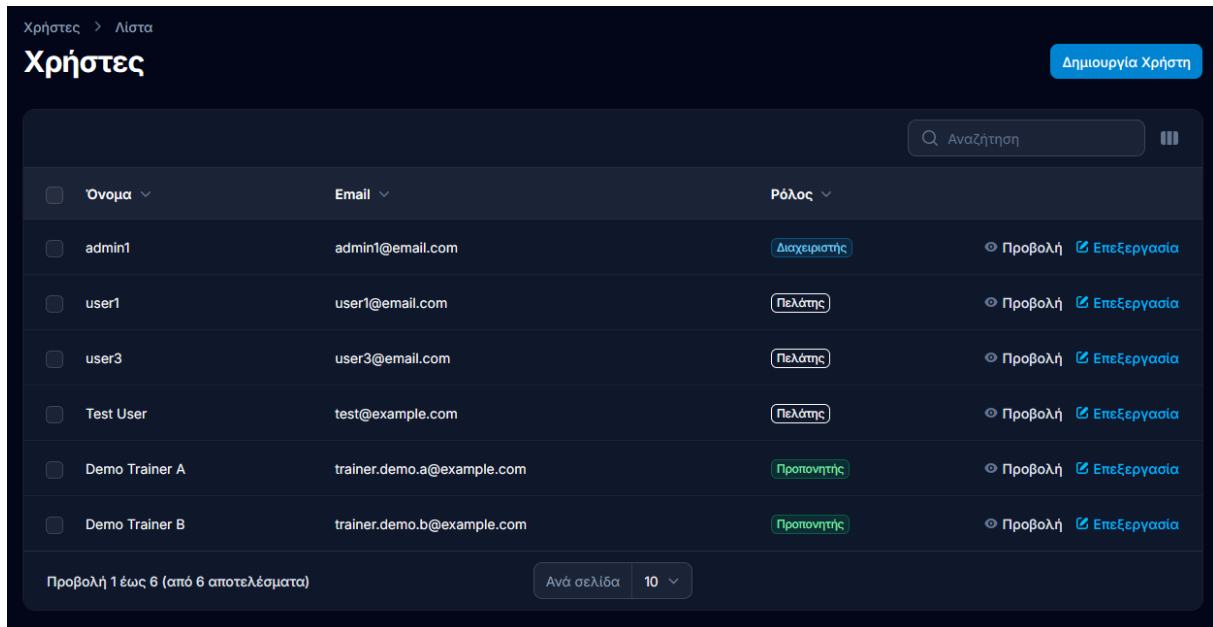 Χρήστες > Λίστα
Χρήστες
Δημιουργία Χρήστη
Αναζήτηση
Όνομα Email Ρόλος
admin1 admin1@email.com Διαχειριστής Προβολή Επεξεργασία
user1 user1@email.com Πελάτης Προβολή Επεξεργασία
user3 user3@email.com Πελάτης Προβολή Επεξεργασία
Test User test@example.com Πελάτης Προβολή Επεξεργασία
Demo Trainer A trainer.demo.a@example.com Προπονητής Προβολή Επεξεργασία
Demo Trainer B trainer.demo.b@example.com Προπονητής Προβολή Επεξεργασία
Προβολή 1 έως 6 (από 6 αποτελέσματα) Ανά σελίδα 10